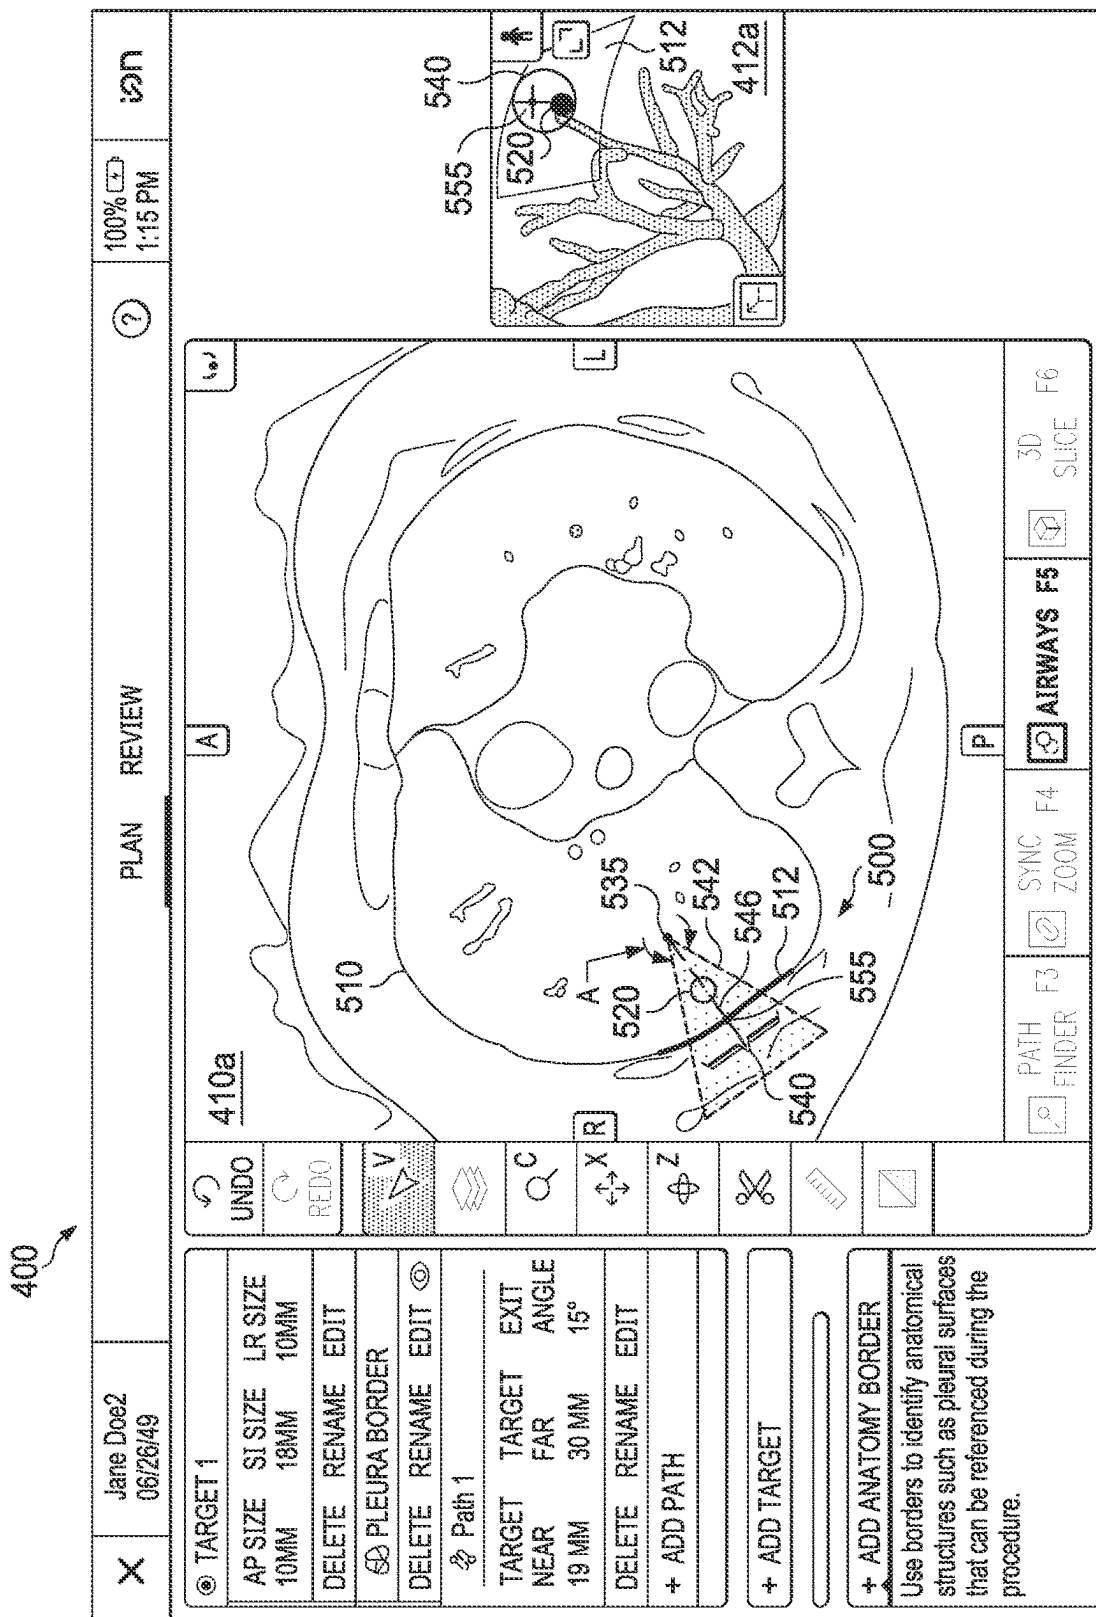 400
Jane Doe2
06/26/49
PLAN
REVIEW
?
100%
1:15 PM
ion
TARGET 1
AP SIZE SI SIZE LR SIZE
10MM 18MM 10MM
DELETE RENAME EDIT
PLEURA BORDER
DELETE RENAME EDIT
Path 1
TARGET TARGET EXIT
NEAR FAR ANGLE
19 MM 30 MM 15°
DELETE RENAME EDIT
+ ADD PATH
+ ADD TARGET
+ ADD ANATOMY BORDER
Use borders to identify anatomical
structures such as pleural surfaces
that can be referenced during the
procedure.
UNDO
REDO
V
C
X
Z
410a
A
R
L
P
510
535
A
520
542
546
512
540
555
500
PATH
FINDER F3
SYNC
ZOOM F4
AIRWAYS F5
3D
SLICE F6
555
540
520
512
412a